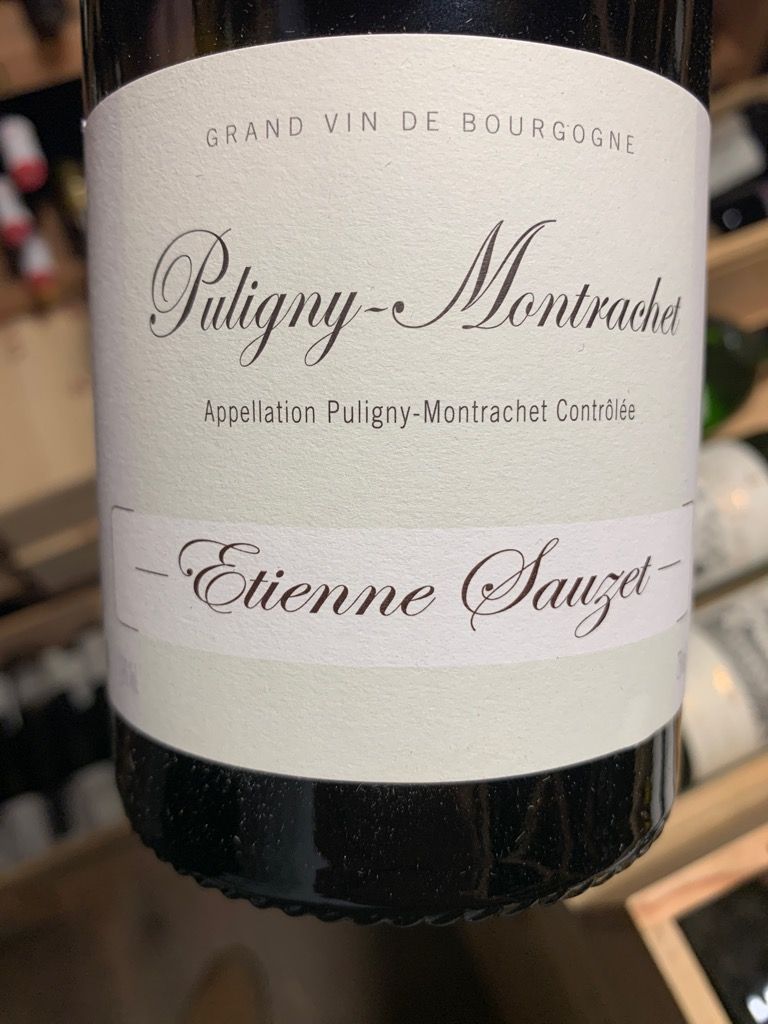 GRAND VIN DE BOURGOGNE
Puligny-Montrachet
Appellation Puligny-Montrachet Contrôlée
Etienne Sauzet